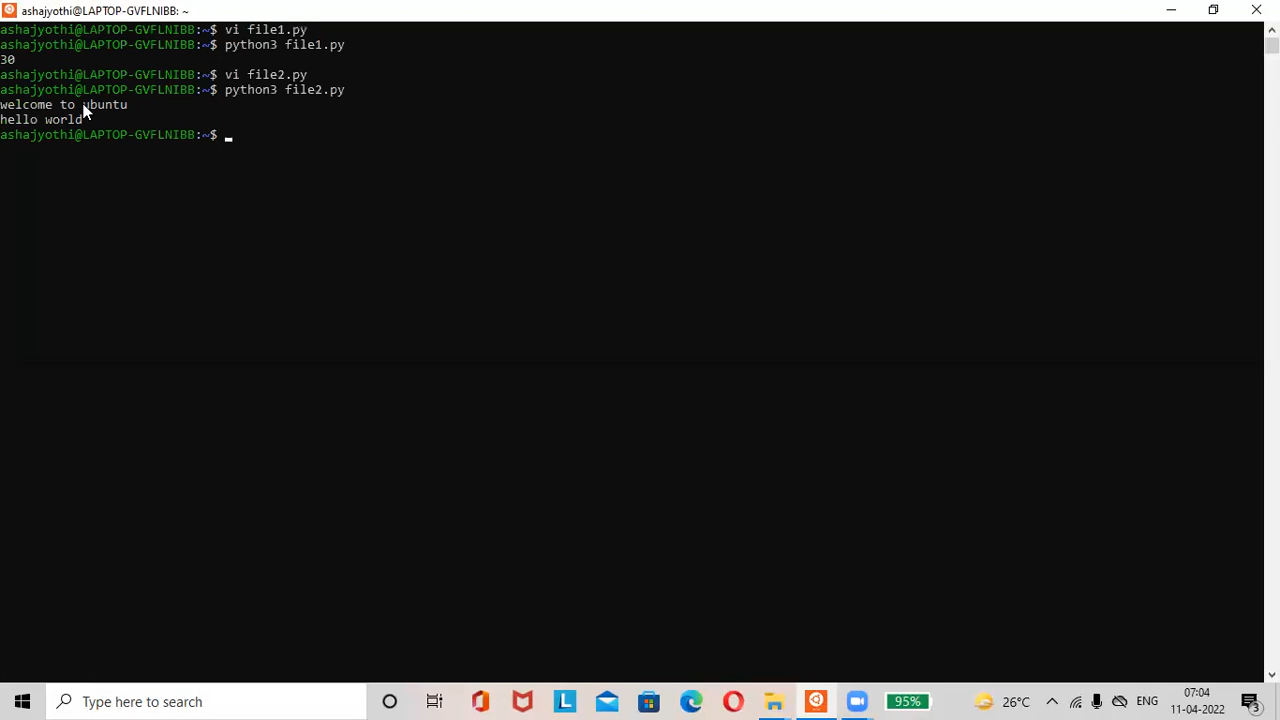 ashajyothi@LAPTOP-GVFLNIBB: ~
ashajyothi@LAPTOP-GVFLNIBB:~$ vi file1.py
ashajyothi@LAPTOP-GVFLNIBB:~$ python3 file1.py
30
ashajyothi@LAPTOP-GVFLNIBB:~$ vi file2.py
ashajyothi@LAPTOP-GVFLNIBB:~$ python3 file2.py
welcome to ubuntu
hello world
ashajyothi@LAPTOP-GVFLNIBB:~$
Type here to search
L
95%
26°C
ENG
07:04
11-04-2022
3